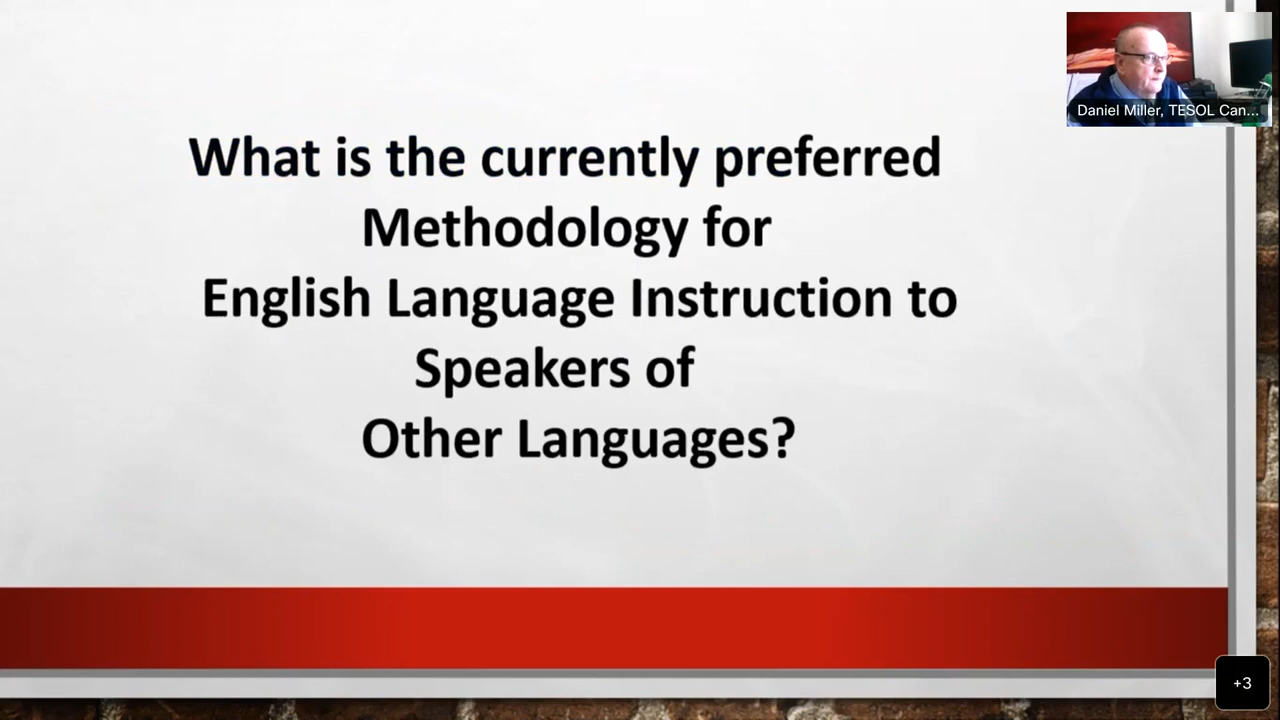 What is the currently preferred
Methodology for
English Language Instruction to
Speakers of
Other Languages?
Daniel Miller, TESOL Can...
+3